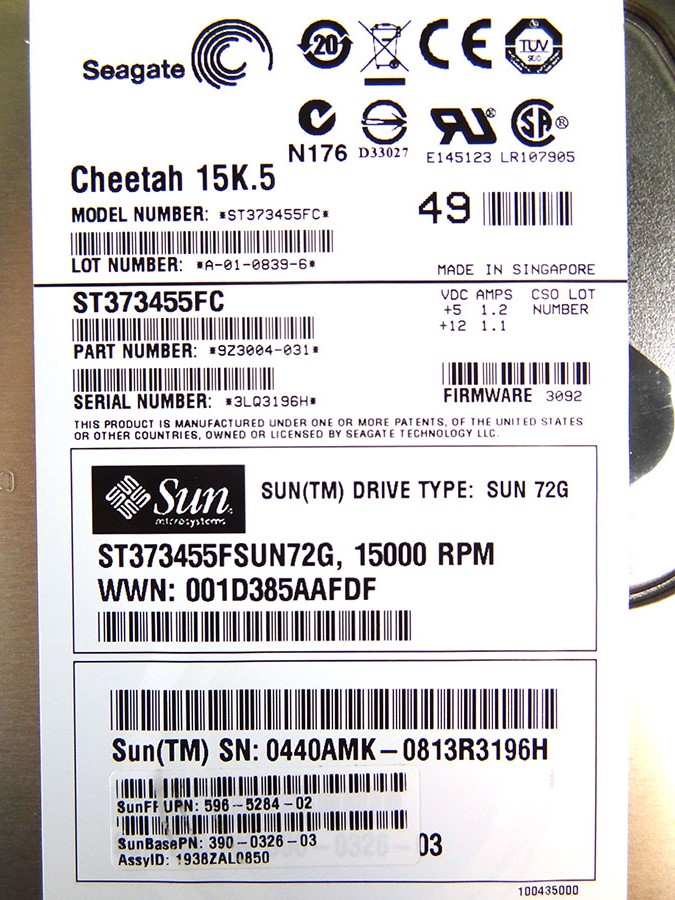 Seagate
20
CE
TUV
N176
D33027
E145123 LR107905
Cheetah 15K.5
MODEL NUMBER: *ST373455FC*
49
LOT NUMBER: *A-01-0839-6*
MADE IN SINGAPORE
ST373455FC
VDC AMPS CSO LOT
+5 1.2 NUMBER
+12 1.1
PART NUMBER: *9Z3004-031*
SERIAL NUMBER: *3LQ3196H*
FIRMWARE 3092
THIS PRODUCT IS MANUFACTURED UNDER ONE OR MORE PATENTS, OF THE UNITED STATES
OR OTHER COUNTRIES, OWNED OR LICENSED BY SEAGATE TECHNOLOGY LLC.
Sun
microsystems
SUN(TM) DRIVE TYPE: SUN 72G
ST373455FSUN72G, 15000 RPM
WWN: 001D385AAFDF
Sun(TM) SN: 0440AMK-0813R3196H
SunFRUPN: 596-5284-02
SunBasePN: 390-0326-03
03
AssyID: 1938ZAL0850
100435000